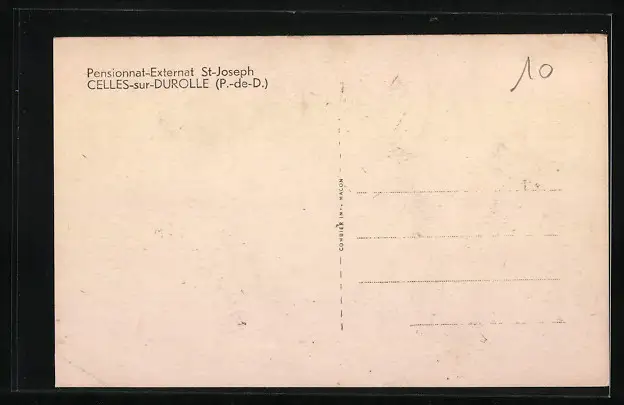 Pensionnat-Externat St-Joseph
CELLES-sur-DUROLLE (P.-de-D.)
10
COMBIER IMP. MACON